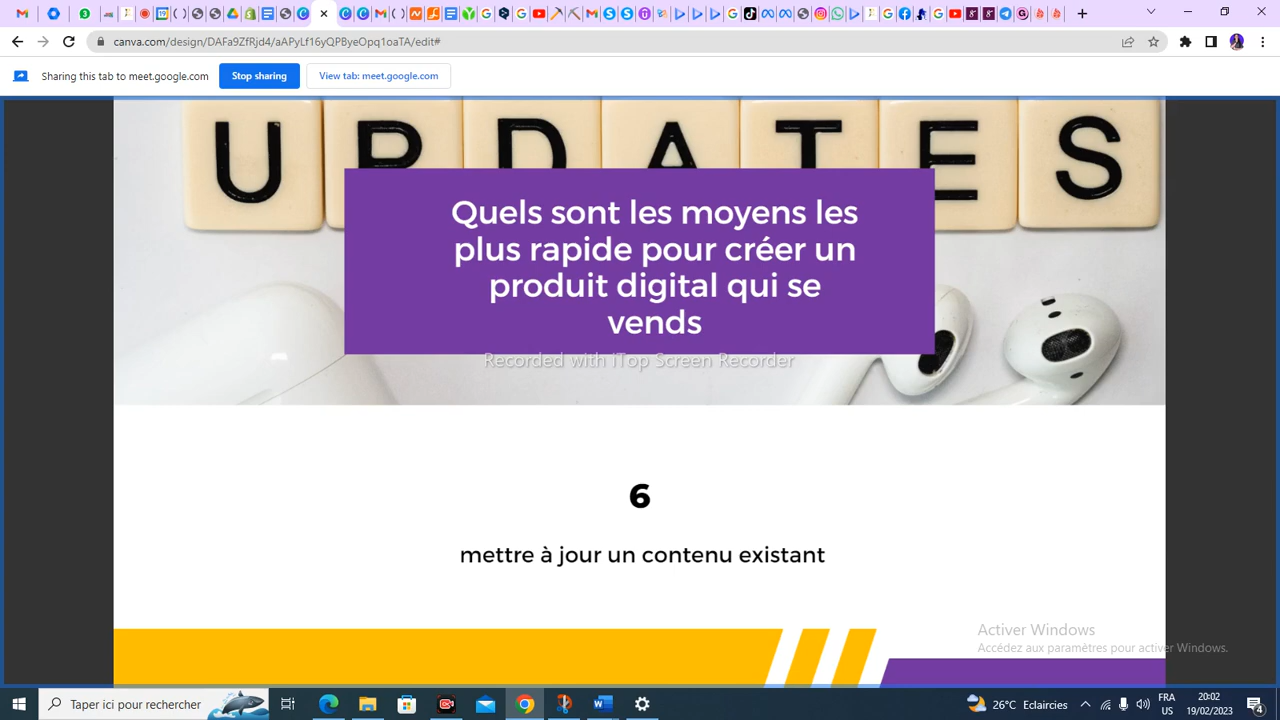 canva.com/design/DAFa9ZfRjd4/aAPyLf16yQPByeOpq1oaTA/edit#
Sharing this tab to meet.google.com
Stop sharing
View tab: meet.google.com
UPDATES
Quels sont les moyens les
plus rapide pour créer un
produit digital qui se
vends
Recorded with iTop Screen Recorder
6
mettre à jour un contenu existant
Activer Windows
Accédez aux paramètres pour activer Windows.
Taper ici pour rechercher
26°C Eclaircies
FRA
US
20:02
19/02/2023
4